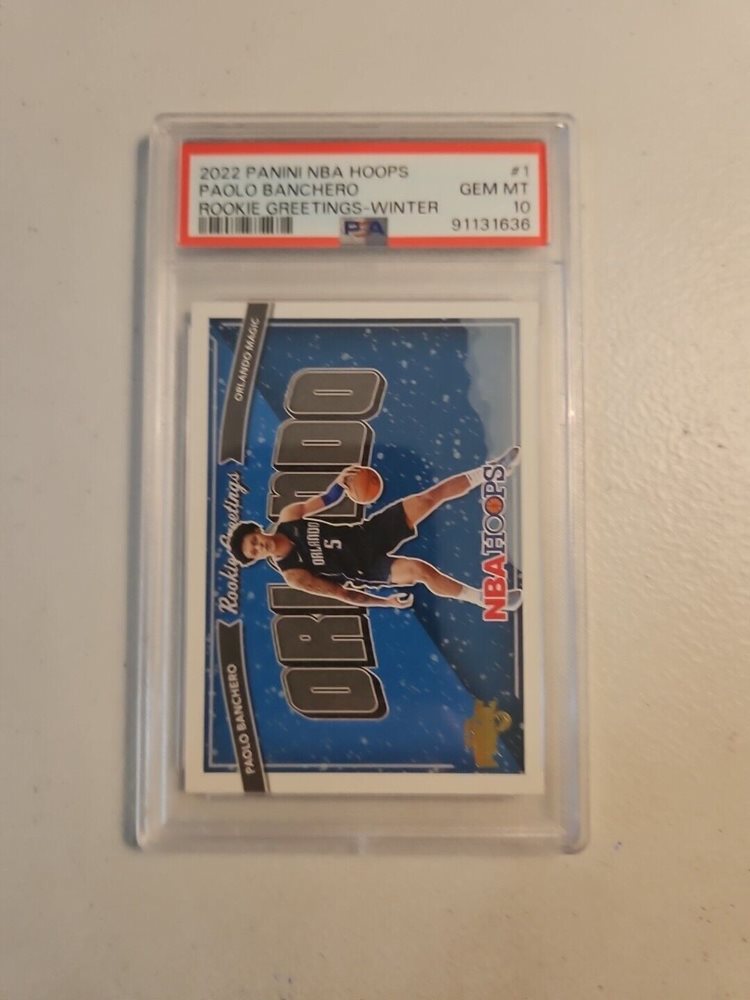 2022 PANINI NBA HOOPS #1
PAOLO BANCHERO GEM MT
ROOKIE GREETINGS-WINTER 10
91131636
PSA
PAOLO BANCHERO
Rookie Greetings
ORLANDO MAGIC
ORLANDO
ORLANDO
5
NBA HOOPS